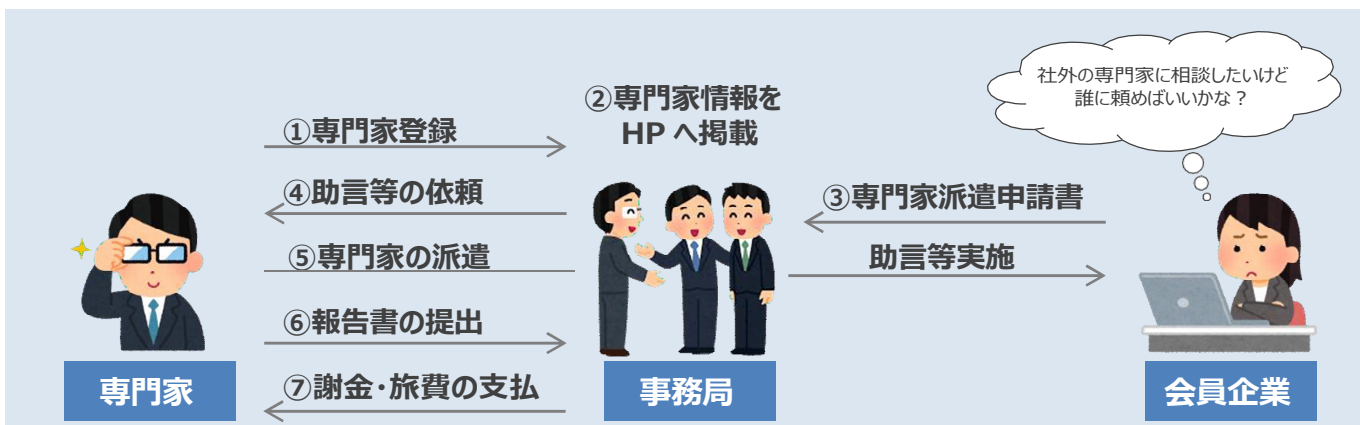 社外の専門家に相談したいけど
誰に頼めばいいかな？
①専門家登録
②専門家情報を
HP へ掲載
④助言等の依頼
③専門家派遣申請書
⑤専門家の派遣
助言等実施
⑥報告書の提出
⑦謝金・旅費の支払
専門家
事務局
会員企業